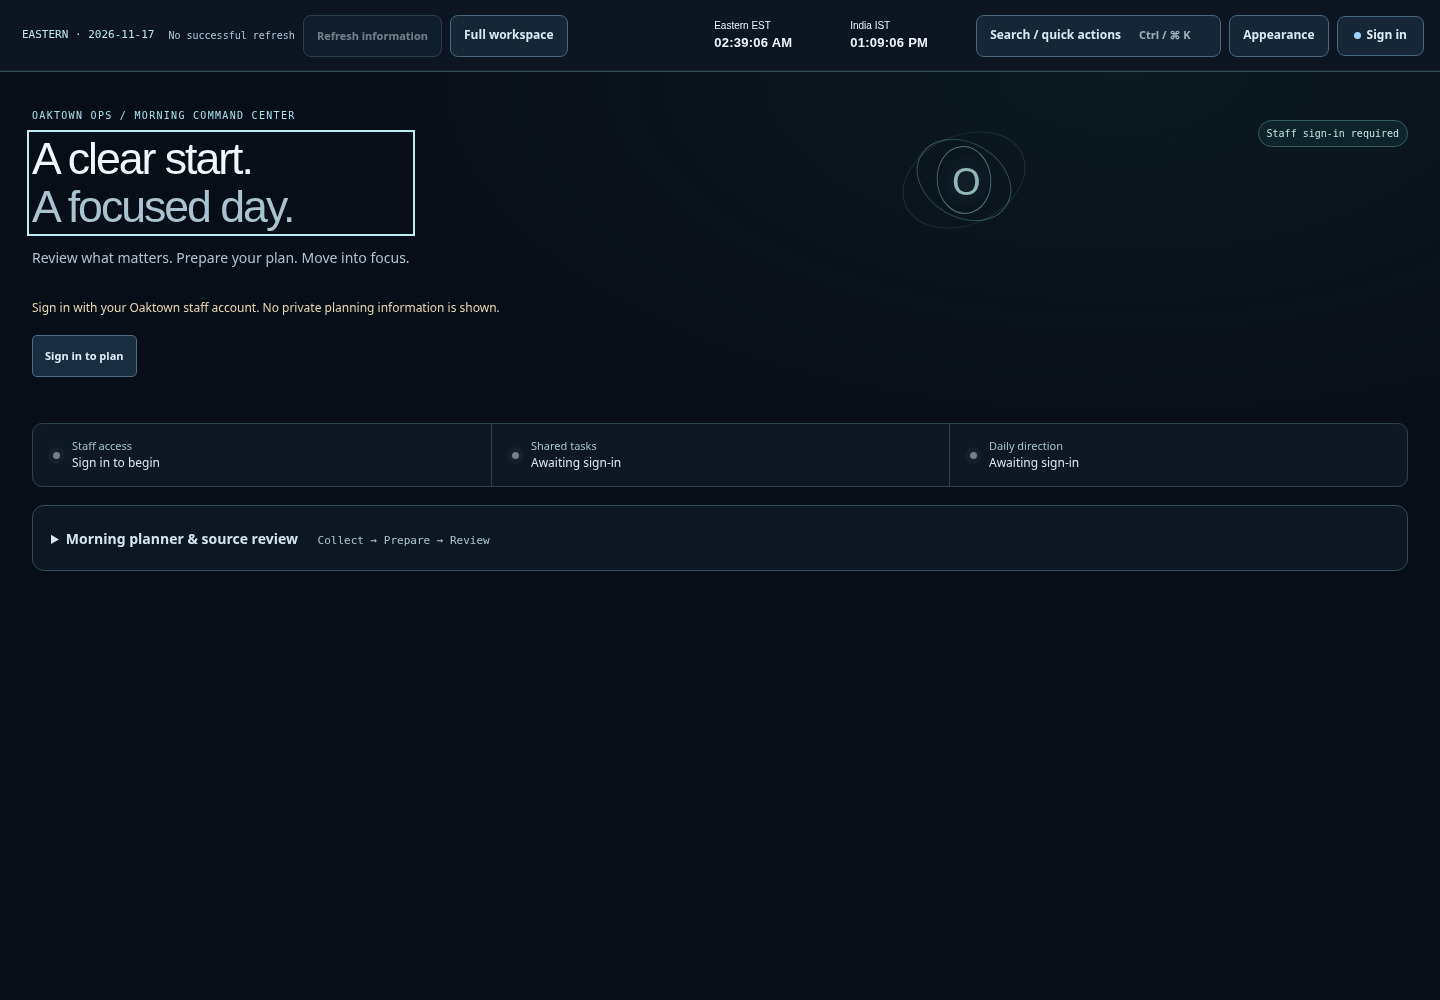 EASTERN · 2026-11-17 No successful refresh Refresh information Full workspace
Eastern EST
02:39:06 AM
India IST
01:09:06 PM
Search / quick actions Ctrl / ⌘ K Appearance Sign in
OAKTOWN OPS / MORNING COMMAND CENTER
A clear start.
A focused day.
Review what matters. Prepare your plan. Move into focus.
O
Staff sign-in required
Sign in with your Oaktown staff account. No private planning information is shown.
Sign in to plan
Staff access
Sign in to begin
Shared tasks
Awaiting sign-in
Daily direction
Awaiting sign-in
Morning planner & source review Collect → Prepare → Review